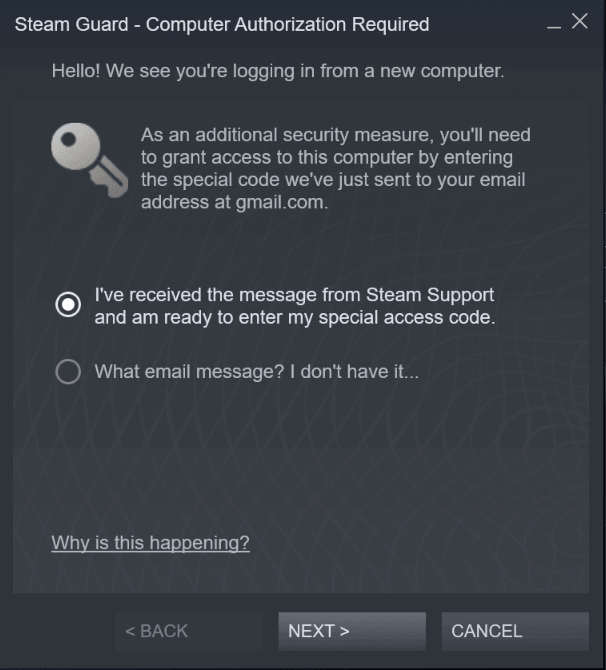 Steam Guard - Computer Authorization Required
Hello! We see you're logging in from a new computer.
As an additional security measure, you'll need
to grant access to this computer by entering
the special code we've just sent to your email
address at gmail.com.
I've received the message from Steam Support
and am ready to enter my special access code.
What email message? I don't have it...
Why is this happening?
< BACK
NEXT >
CANCEL